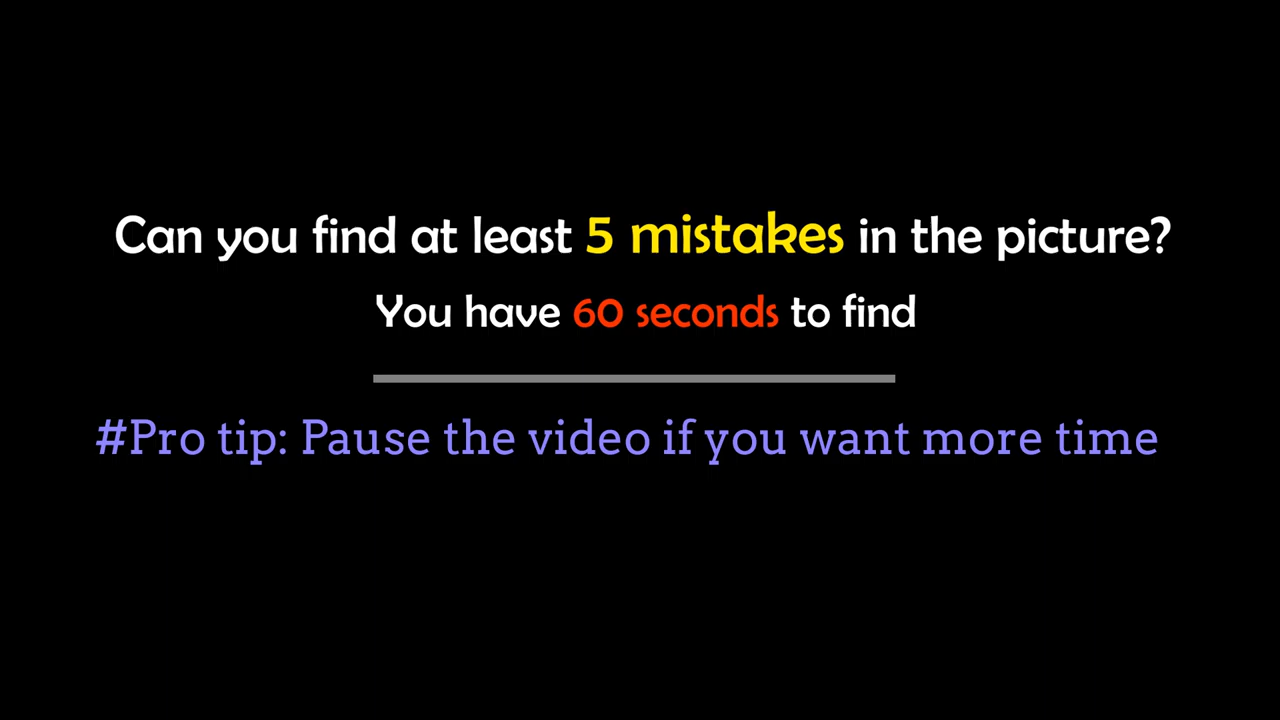 Can you find at least 5 mistakes in the picture?
You have 60 seconds to find
#Pro tip: Pause the video if you want more time